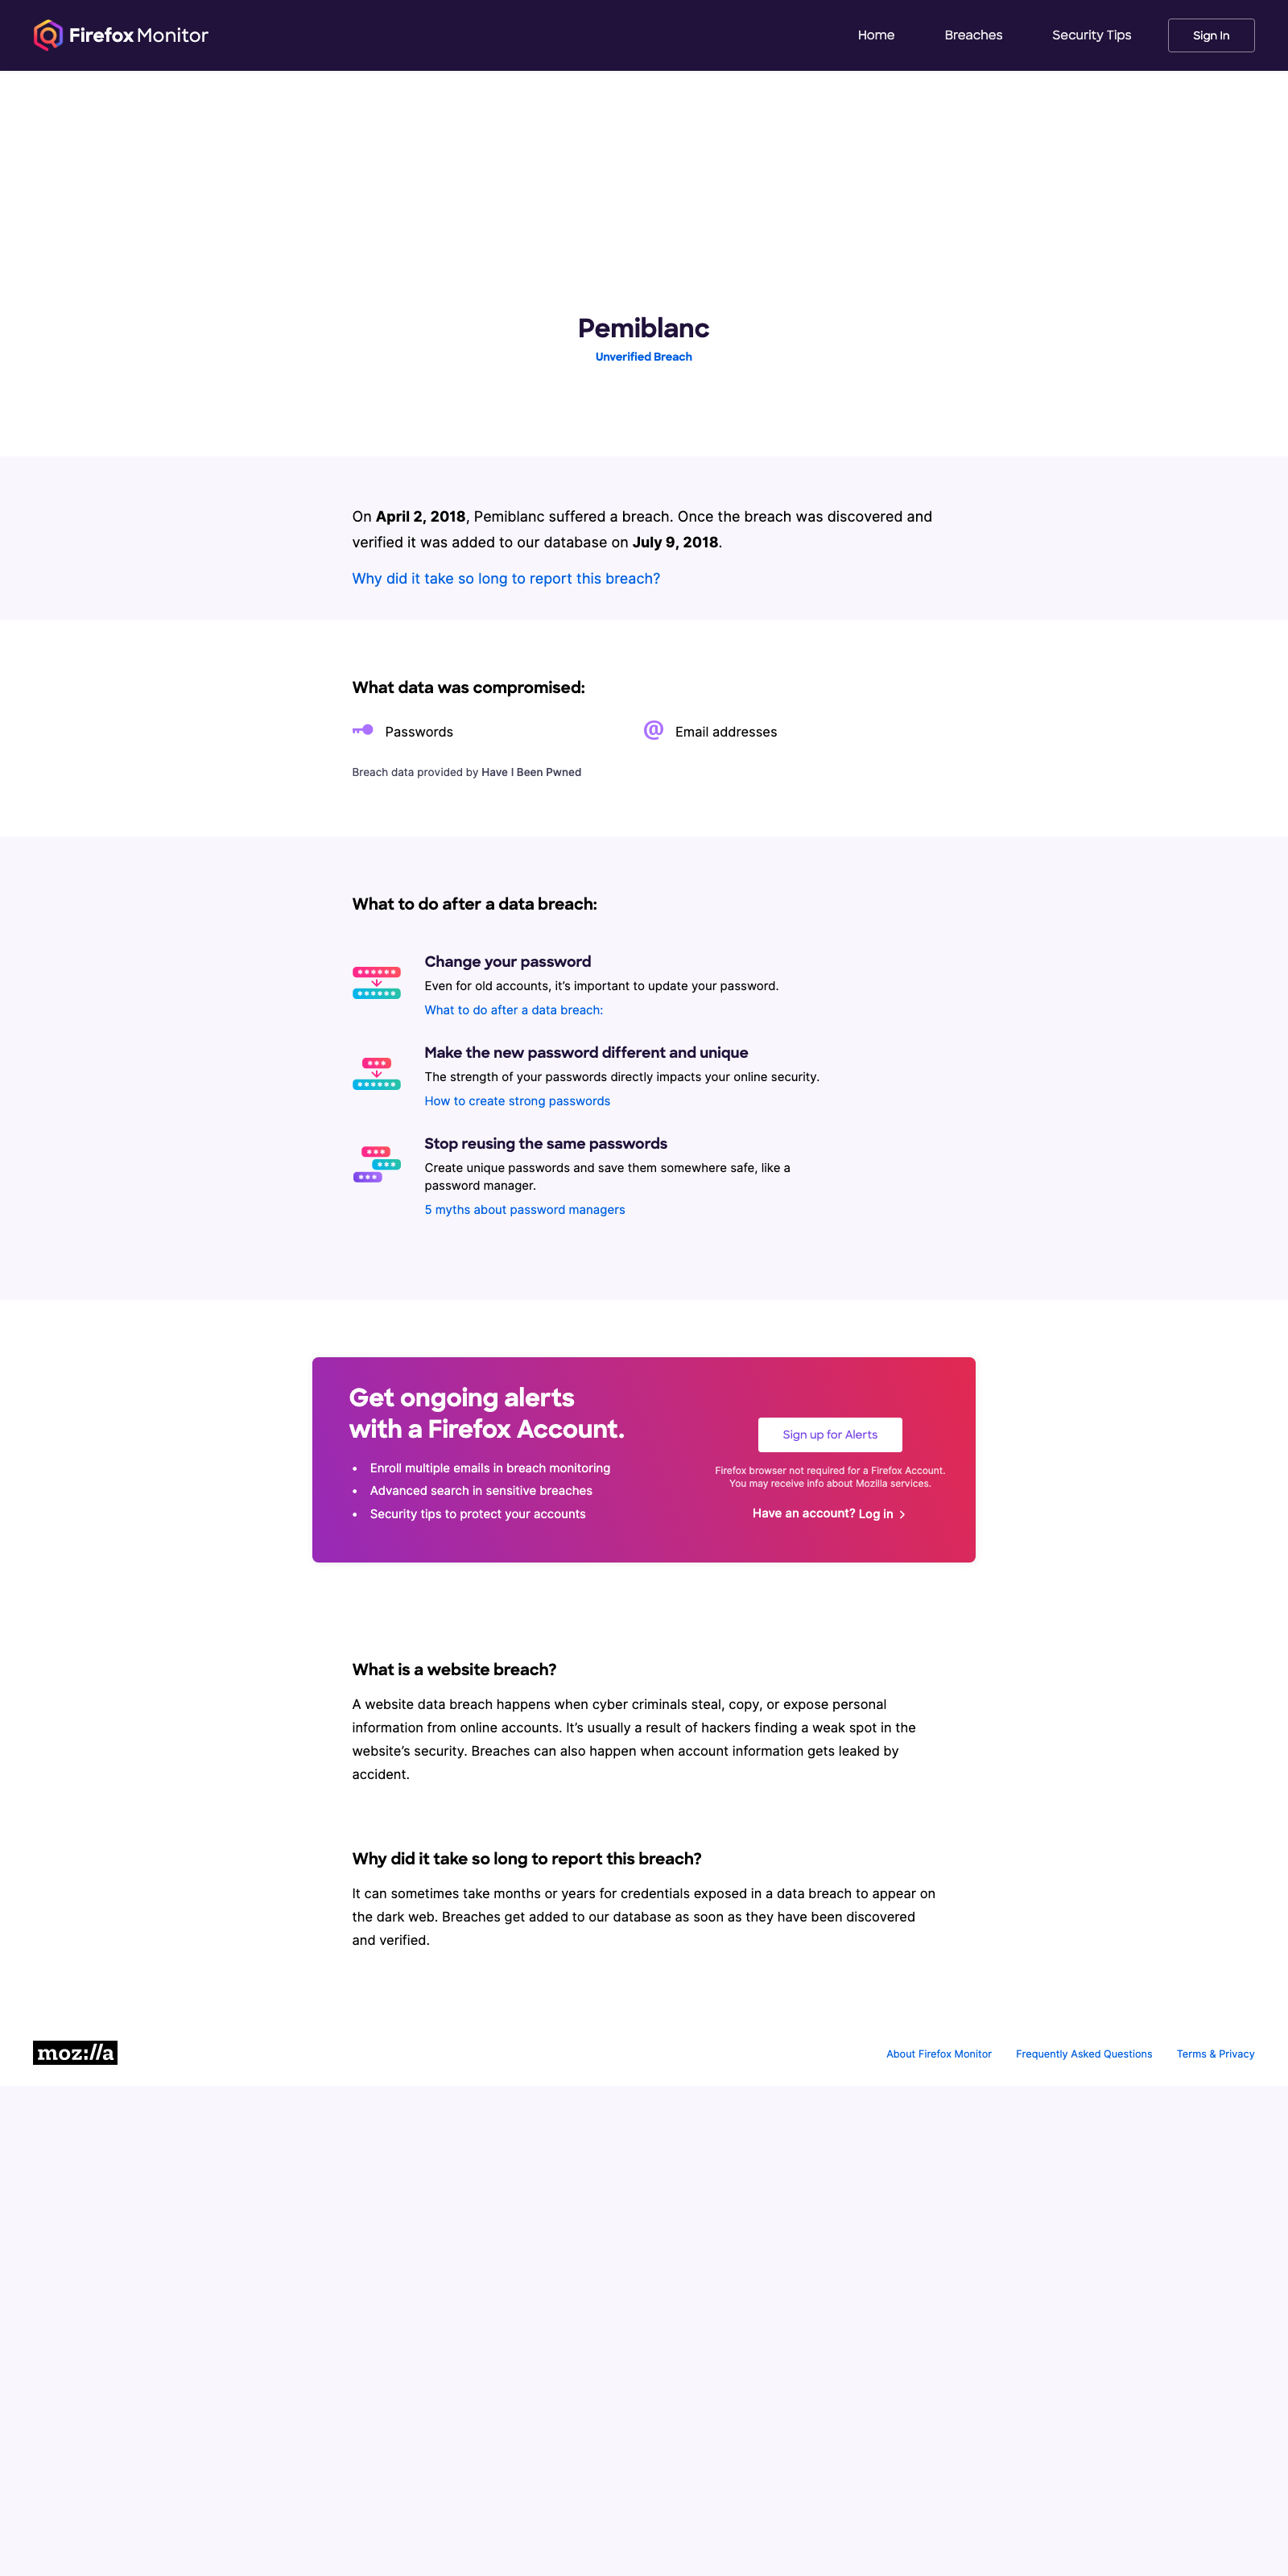 Firefox Monitor
Home Breaches Security Tips Sign In
Pemiblanc
Unverified Breach
On April 2, 2018, Pemiblanc suffered a breach. Once the breach was discovered and
verified it was added to our database on July 9, 2018.
Why did it take so long to report this breach?
What data was compromised:
Passwords
@ Email addresses
Breach data provided by Have I Been Pwned
What to do after a data breach:
Change your password
Even for old accounts, it’s important to update your password.
What to do after a data breach:
Make the new password different and unique
The strength of your passwords directly impacts your online security.
How to create strong passwords
Stop reusing the same passwords
Create unique passwords and save them somewhere safe, like a
password manager.
5 myths about password managers
Get ongoing alerts
with a Firefox Account.
• Enroll multiple emails in breach monitoring
• Advanced search in sensitive breaches
• Security tips to protect your accounts
Sign up for Alerts
Firefox browser not required for a Firefox Account.
You may receive info about Mozilla services.
Have an account? Log in
What is a website breach?
A website data breach happens when cyber criminals steal, copy, or expose personal
information from online accounts. It’s usually a result of hackers finding a weak spot in the
website’s security. Breaches can also happen when account information gets leaked by
accident.
Why did it take so long to report this breach?
It can sometimes take months or years for credentials exposed in a data breach to appear on
the dark web. Breaches get added to our database as soon as they have been discovered
and verified.
moz://a
About Firefox Monitor Frequently Asked Questions Terms & Privacy